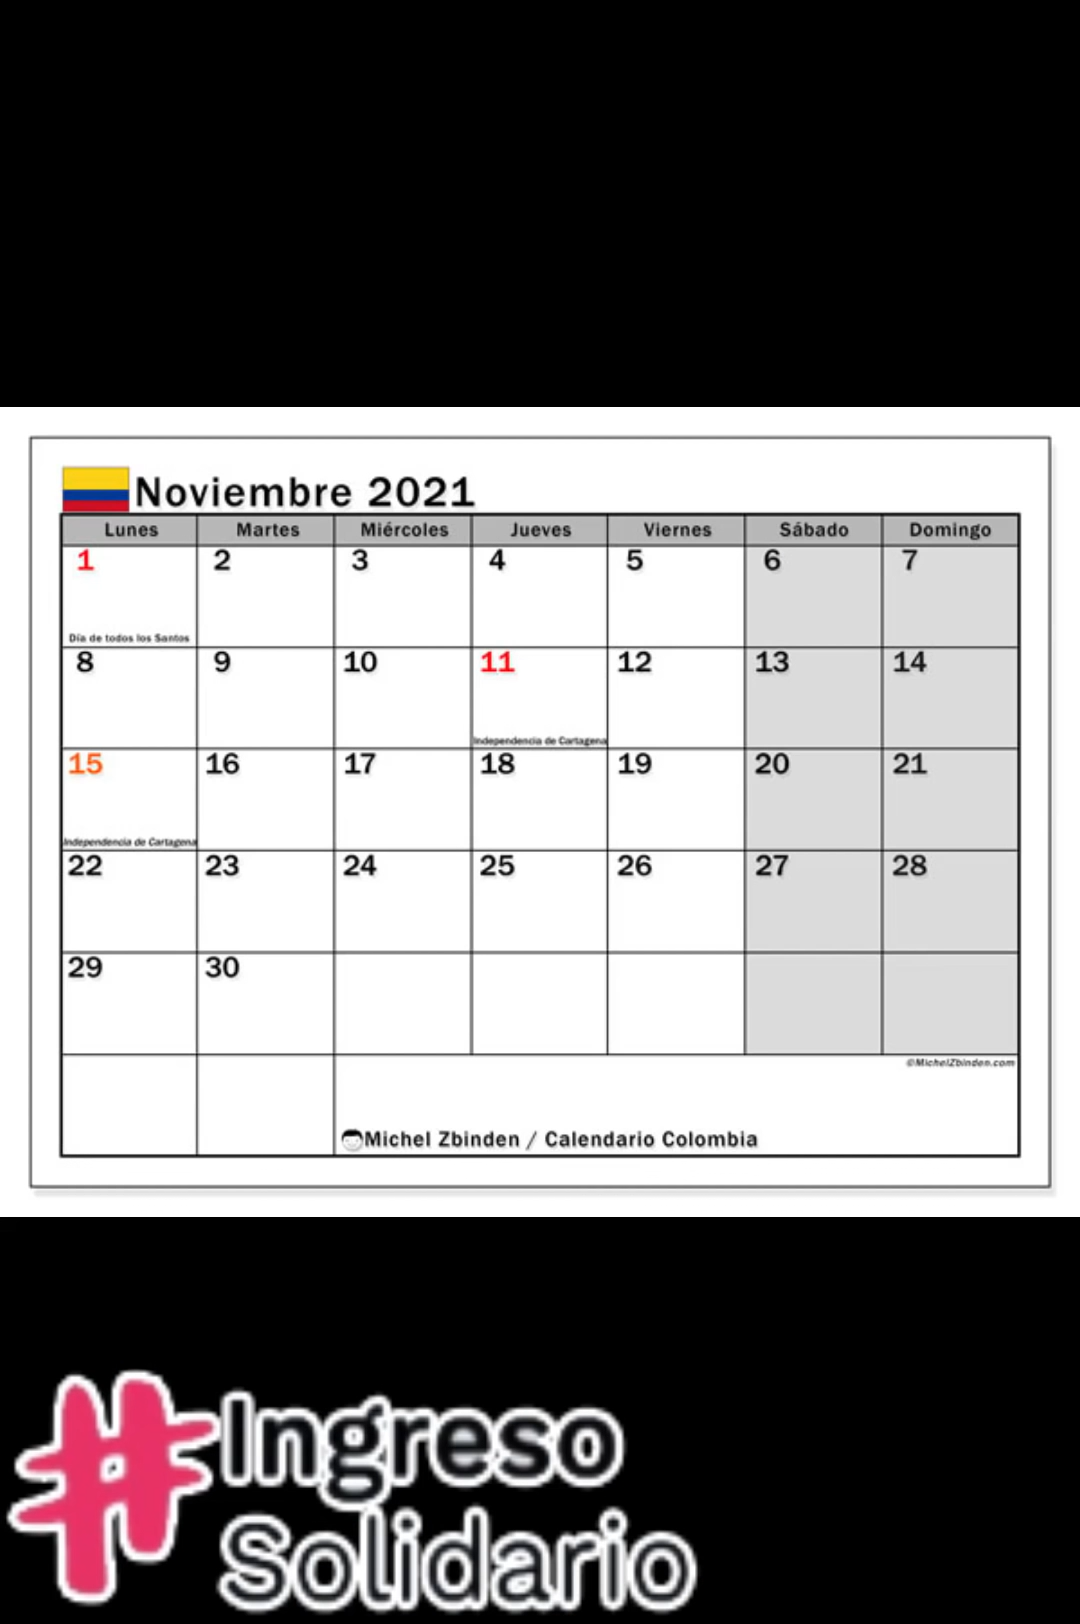 Noviembre 2021
Lunes Martes Miércoles Jueves Viernes Sábado Domingo
1 2 3 4 5 6 7
Día de todos los Santos
8 9 10 11 12 13 14
Independencia de Cartagena
15 16 17 18 19 20 21
Independencia de Cartagena
22 23 24 25 26 27 28
29 30
©MichelZbinden.com
Michel Zbinden / Calendario Colombia
#Ingreso
Solidario